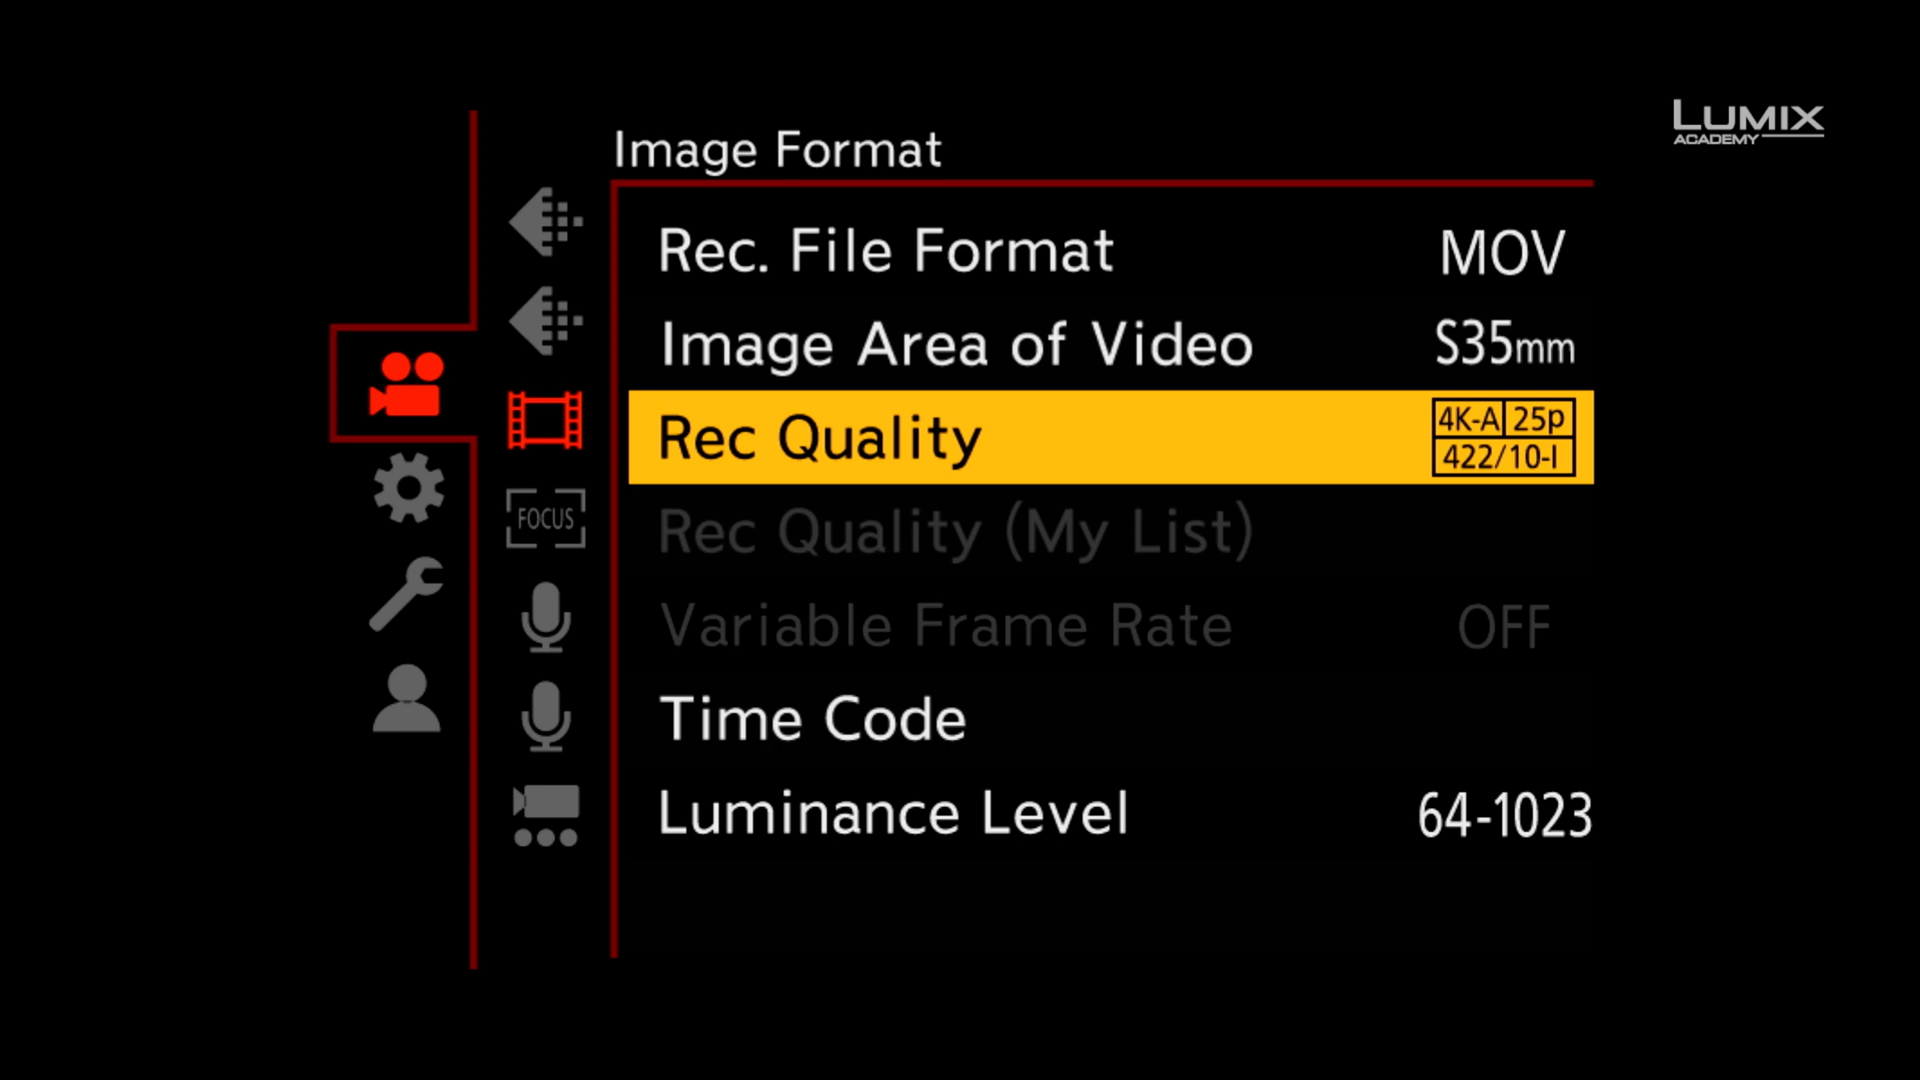 LUMIX
ACADEMY
Image Format
Rec. File Format MOV
Image Area of Video S35mm
Rec Quality 4K-A 25p
422/10-I
Rec Quality (My List)
FOCUS
Variable Frame Rate OFF
Time Code
Luminance Level 64-1023